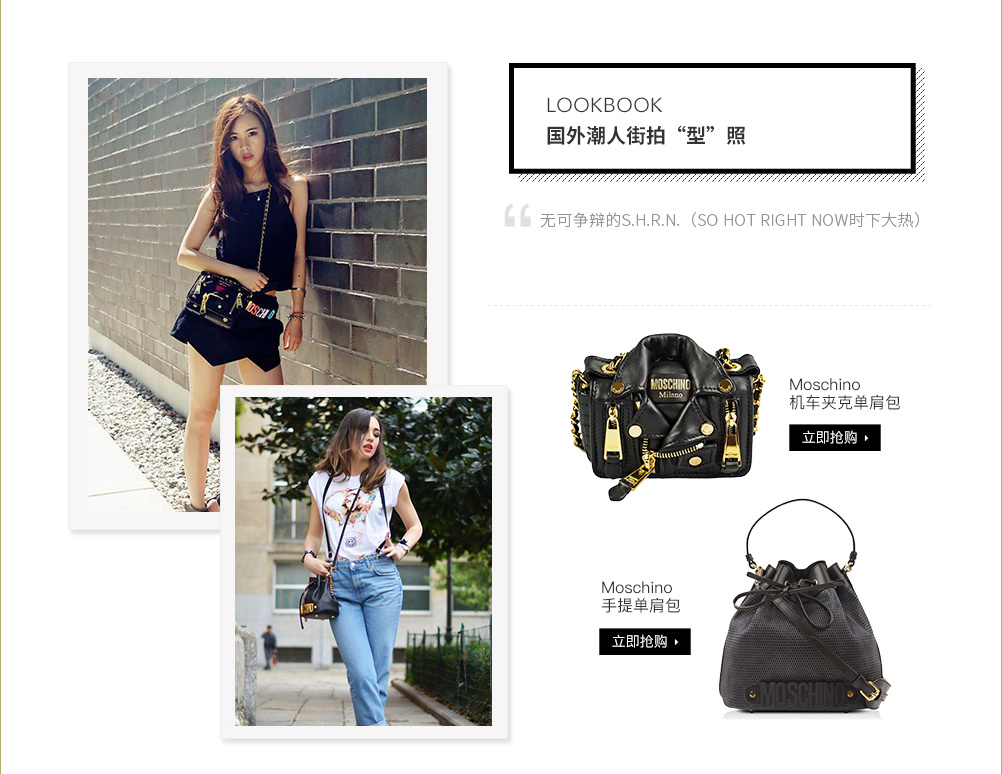 LOOKBOOK
国外潮人街拍“型”照
无可争辩的S.H.R.N.（SO HOT RIGHT NOW时下大热）
MOSCHINO
MOSCHINO
Milano
Moschino
机车夹克单肩包
立即抢购
Moschino
手提单肩包
立即抢购
MOSCHINO